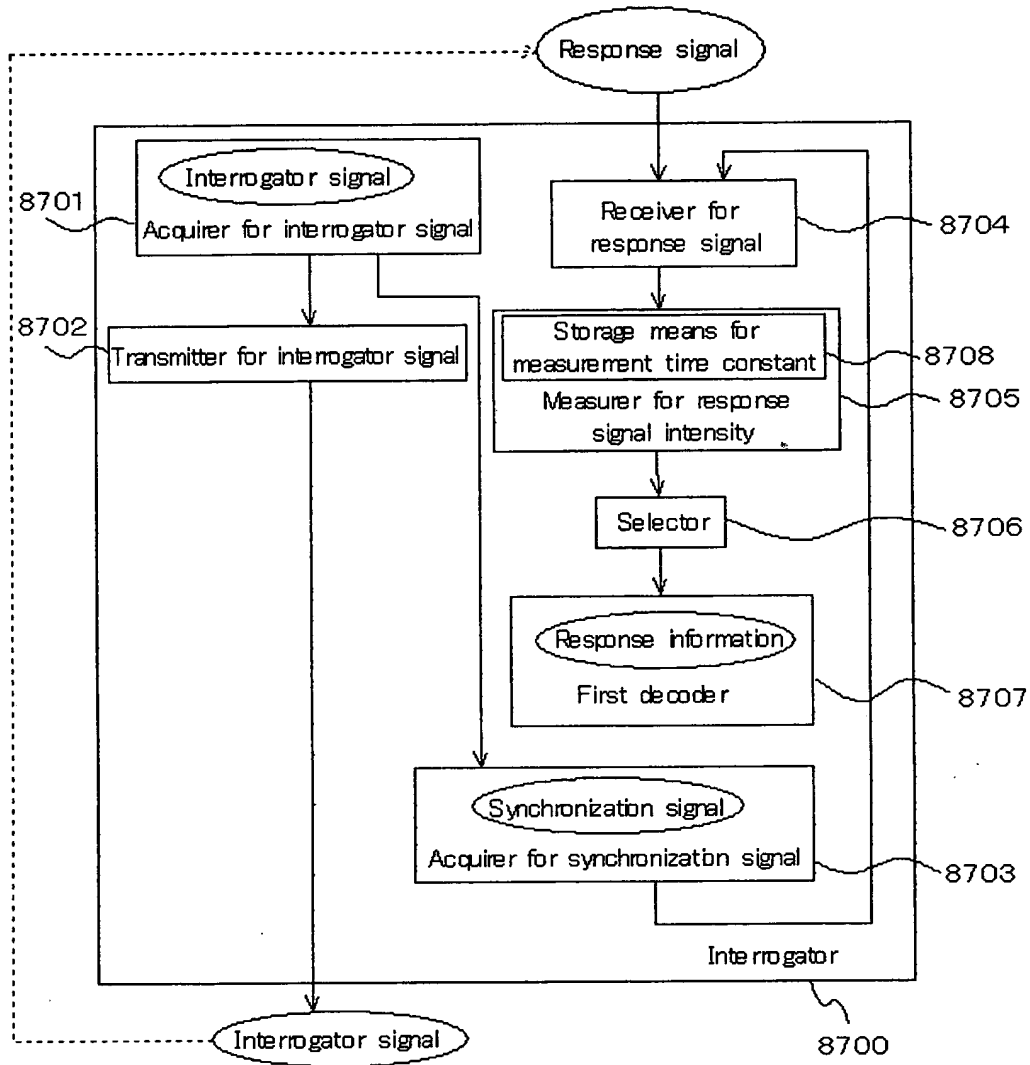 Response signal
Interrogator signal
Acquirer for interrogator signal
8701
Receiver for
response signal
8704
8702
Transmitter for interrogator signal
Storage means for
measurement time constant
8708
Measurer for response
signal intensity
8705
Selector
8706
Response information
First decoder
8707
Synchronization signal
Acquirer for synchronization signal
8703
Interrogator
8700
Interrogator signal